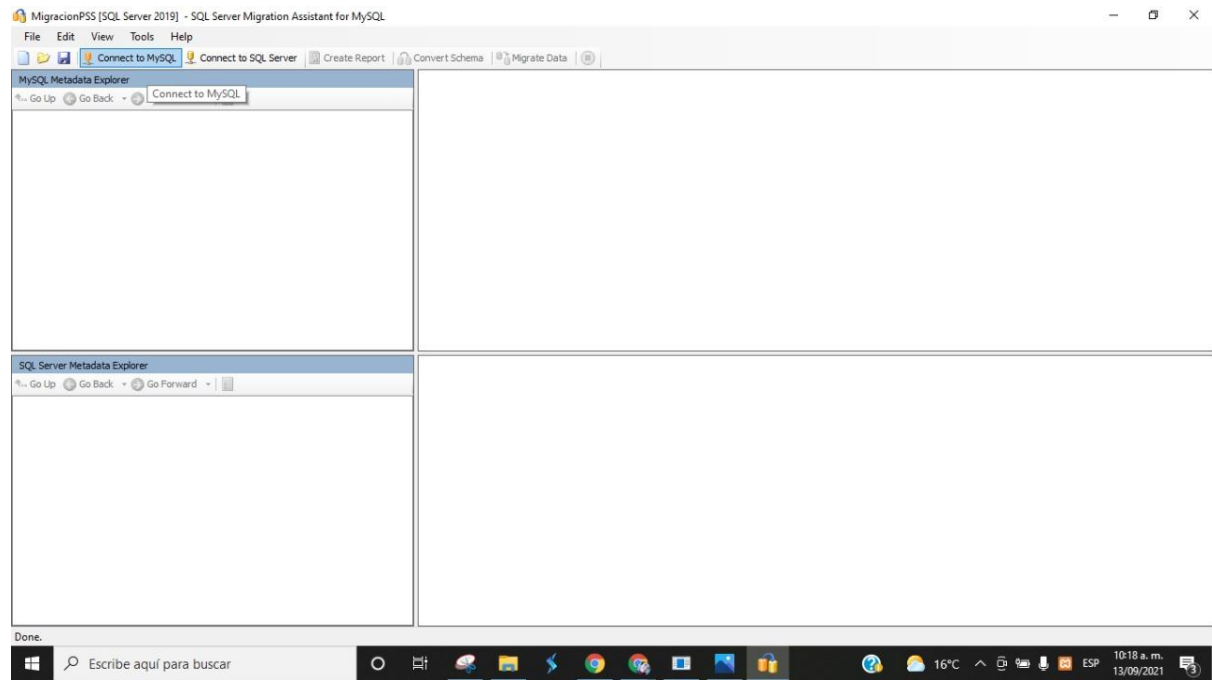 MigracionPSS [SQL Server 2019] - SQL Server Migration Assistant for MySQL
File Edit View Tools Help
Connect to MySQL Connect to SQL Server Create Report Convert Schema Migrate Data
MySQL Metadata Explorer
Go Up Go Back
Connect to MySQL
SQL Server Metadata Explorer
Go Up Go Back Go Forward
Done.
Escribe aquí para buscar
16°C ESP 10:18 a. m.
13/09/2021
3